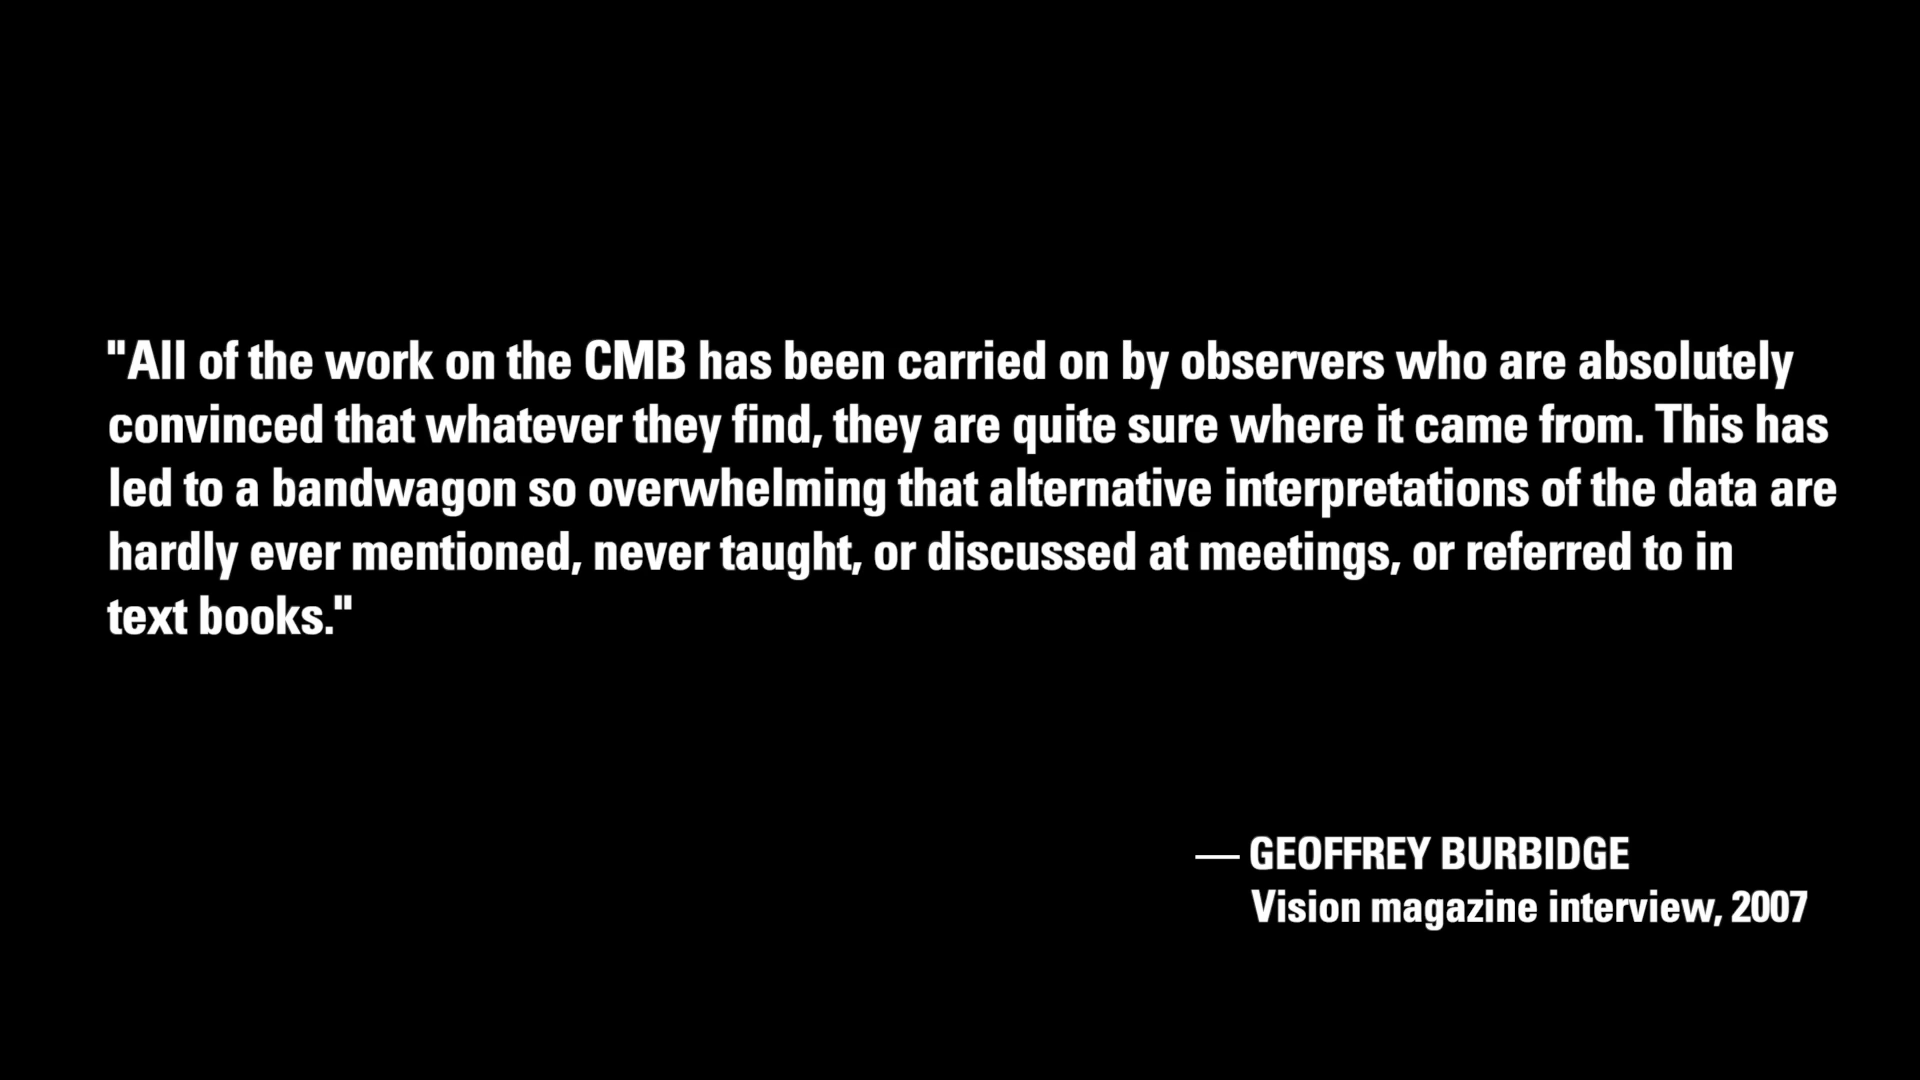 "All of the work on the CMB has been carried on by observers who are absolutely
convinced that whatever they find, they are quite sure where it came from. This has
led to a bandwagon so overwhelming that alternative interpretations of the data are
hardly ever mentioned, never taught, or discussed at meetings, or referred to in
text books."
— GEOFFREY BURBIDGE
Vision magazine interview, 2007